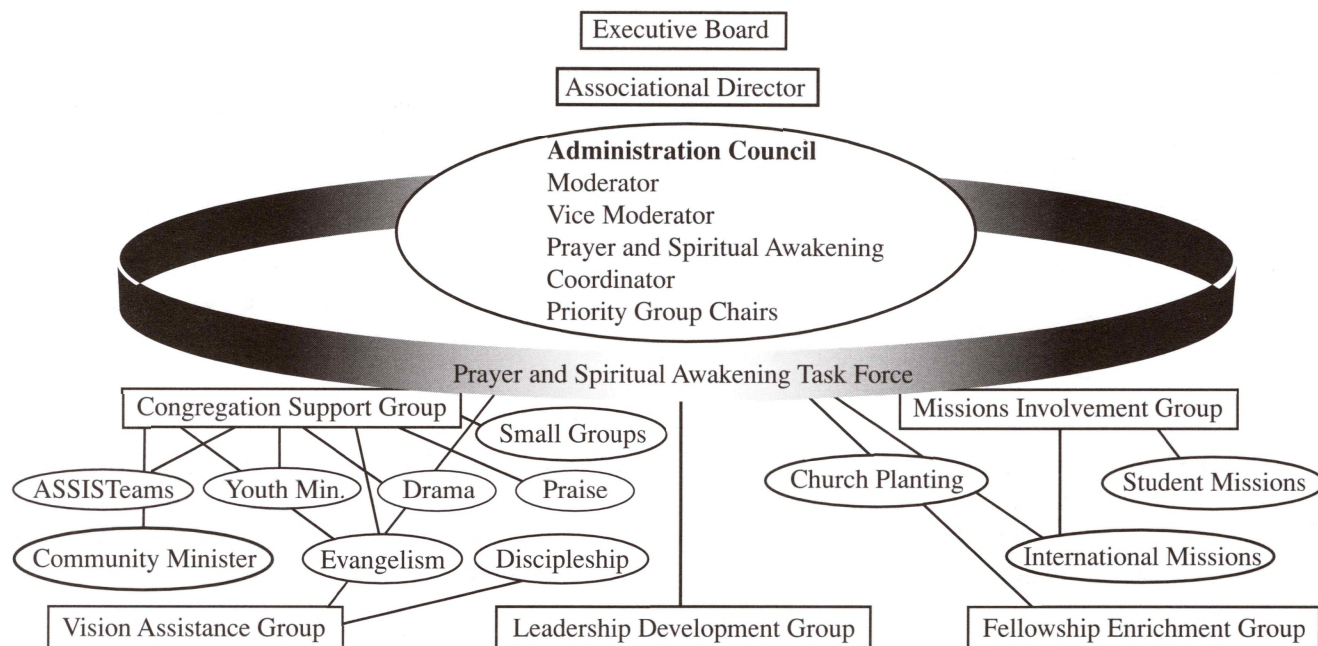 Executive Board
Associational Director
Administration Council
Moderator
Vice Moderator
Prayer and Spiritual Awakening
Coordinator
Priority Group Chairs
Prayer and Spiritual Awakening Task Force
Congregation Support Group
Missions Involvement Group
Small Groups
ASSISTeams
Youth Min.
Drama
Praise
Church Planting
Student Missions
Community Minister
Evangelism
Discipleship
International Missions
Vision Assistance Group
Leadership Development Group
Fellowship Enrichment Group